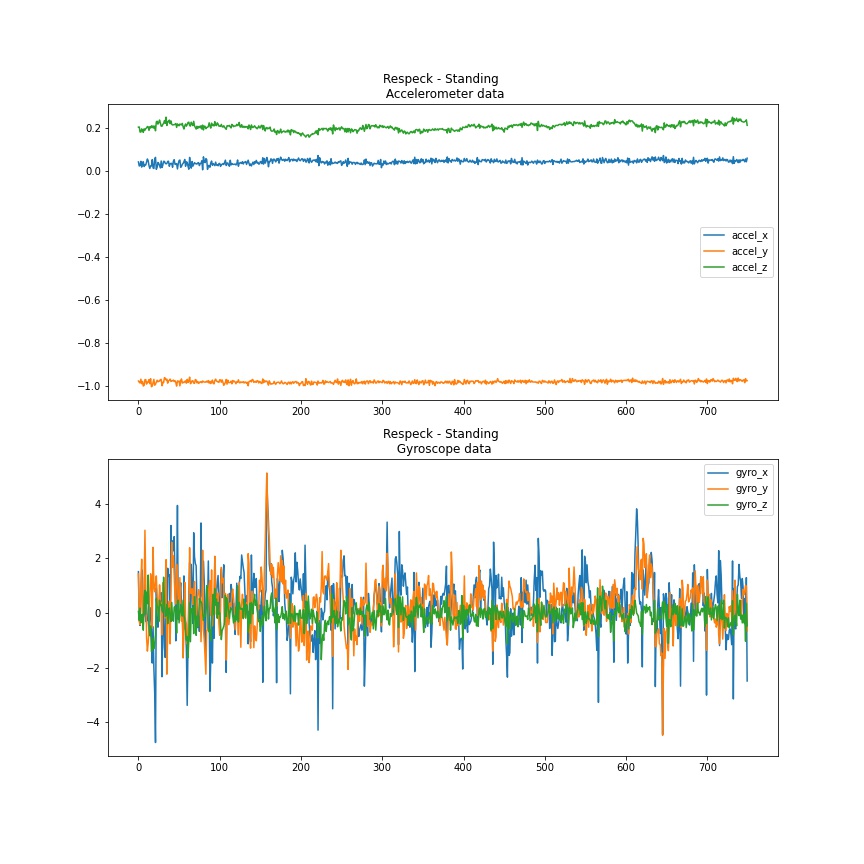 Respeck - Standing
Accelerometer data
0.2
0.0
−0.2
−0.4
−0.6
−0.8
−1.0
accel_x
accel_y
accel_z
0 100 200 300 400 500 600 700
Respeck - Standing
Gyroscope data
4
2
0
−2
−4
gyro_x
gyro_y
gyro_z
0 100 200 300 400 500 600 700